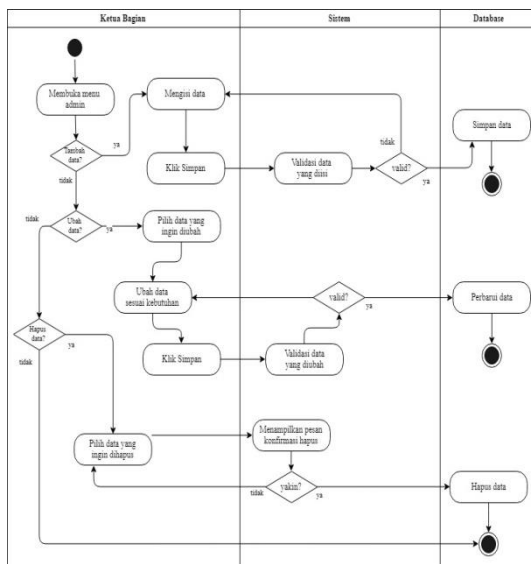 Ketua Bagian
Sistem
Database
Membuka menu
admin
Mengisi data
Simpan data
Tambah
data?
ya
tidak
Klik Simpan
Validasi data
yang diisi
valid?
tidak
ya
tidak
Ubah
data?
ya
Pilih data yang
ingin diubah
Ubah data
sesuai kebutuhan
valid?
ya
Perbarui data
Hapus
data?
ya
tidak
Klik Simpan
Validasi data
yang diubah
Pilih data yang
ingin dihapus
Menampilkan pesan
konfirmasi hapus
tidak
yakin?
ya
Hapus data